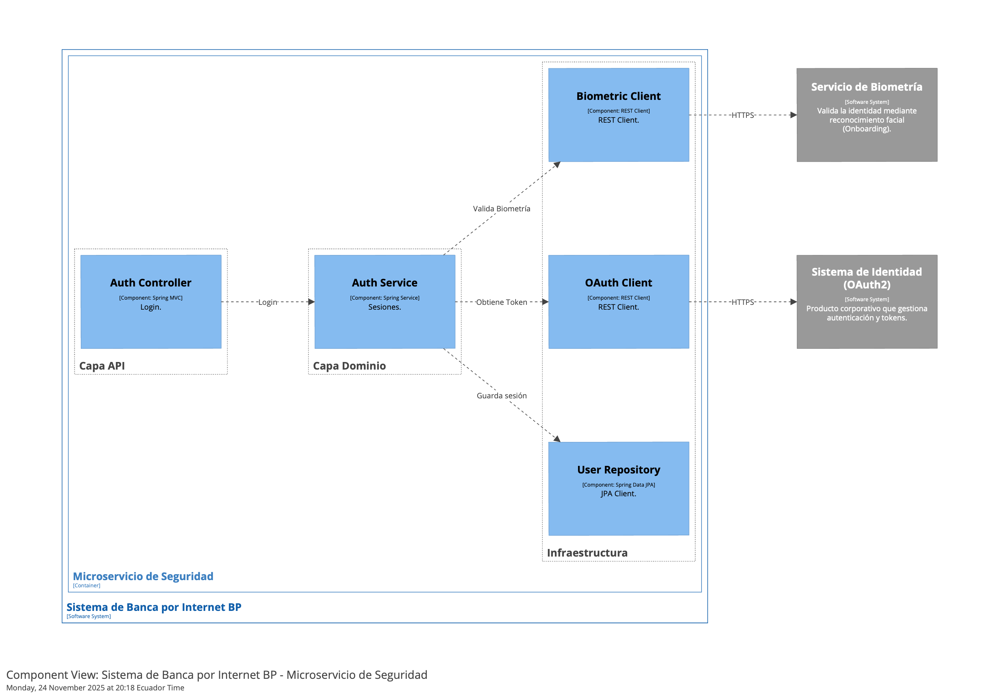 Biometric Client
[Component: REST Client]
REST Client.
HTTPS
Servicio de Biometría
[Software System]
Valida la identidad mediante
reconocimiento facial
(Onboarding).
Valida Biometría
Auth Controller
[Component: Spring MVC]
Login.
Capa API
Login
Auth Service
[Component: Spring Service]
Sesiones.
Capa Dominio
Obtiene Token
OAuth Client
[Component: REST Client]
REST Client.
HTTPS
Sistema de Identidad
(OAuth2)
[Software System]
Producto corporativo que gestiona
autenticación y tokens.
Guarda sesión
User Repository
[Component: Spring Data JPA]
JPA Client.
Infraestructura
Microservicio de Seguridad
[Container]
Sistema de Banca por Internet BP
[Software System]
Component View: Sistema de Banca por Internet BP - Microservicio de Seguridad
Monday, 24 November 2025 at 20:18 Ecuador Time